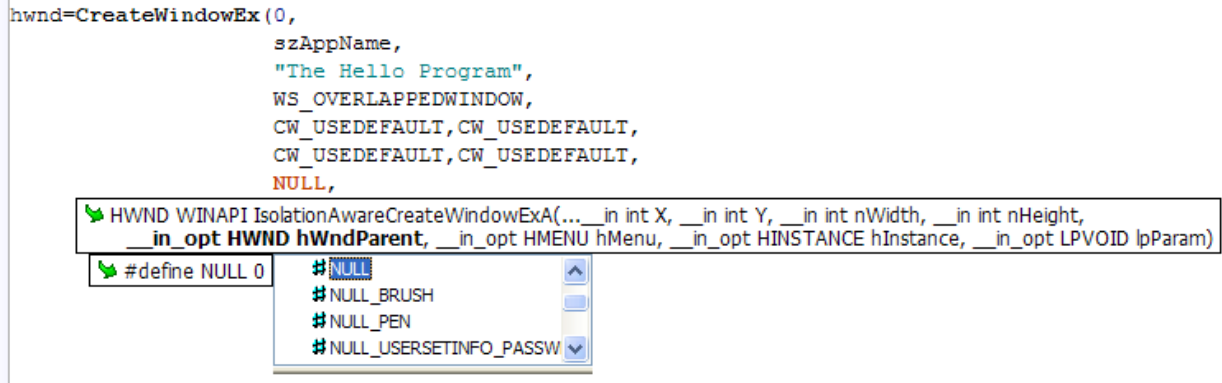 hwnd=CreateWindowEx(0,
szAppName,
"The Hello Program",
WS_OVERLAPPEDWINDOW,
CW_USEDEFAULT,CW_USEDEFAULT,
CW_USEDEFAULT,CW_USEDEFAULT,
NULL,
HWND WINAPI IsolationAwareCreateWindowExA(...__in int X, __in int Y, __in int nWidth, __in int nHeight,
__in_opt HWND hWndParent, __in_opt HMENU hMenu, __in_opt HINSTANCE hInstance, __in_opt LPVOID lpParam)
#define NULL 0
NULL
NULL_BRUSH
NULL_PEN
NULL_USERSETINFO_PASSW